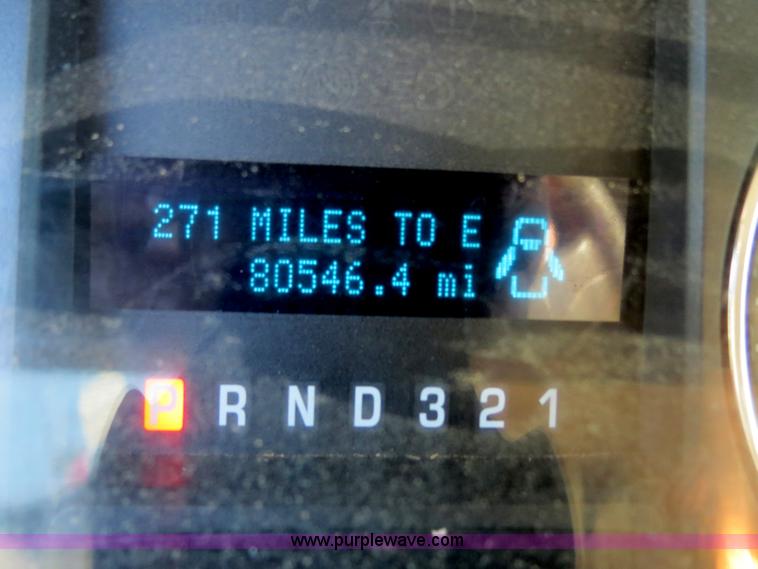 271 MILES TO E
80546.4 mi
P R N D 3 2 1
www.purplewave.com